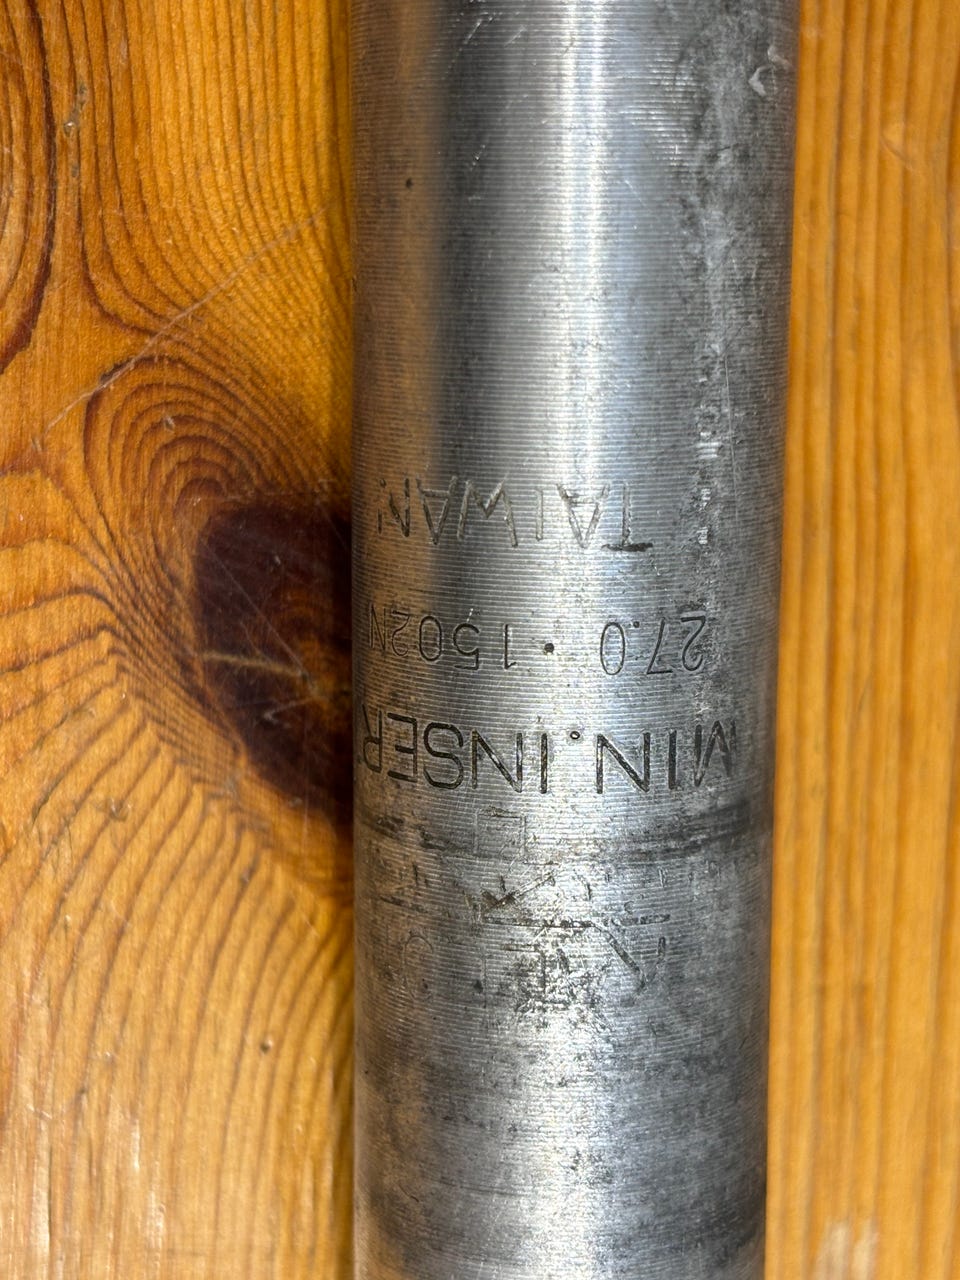 MIN.INSER
27.0 · 1502N
TAIWAN